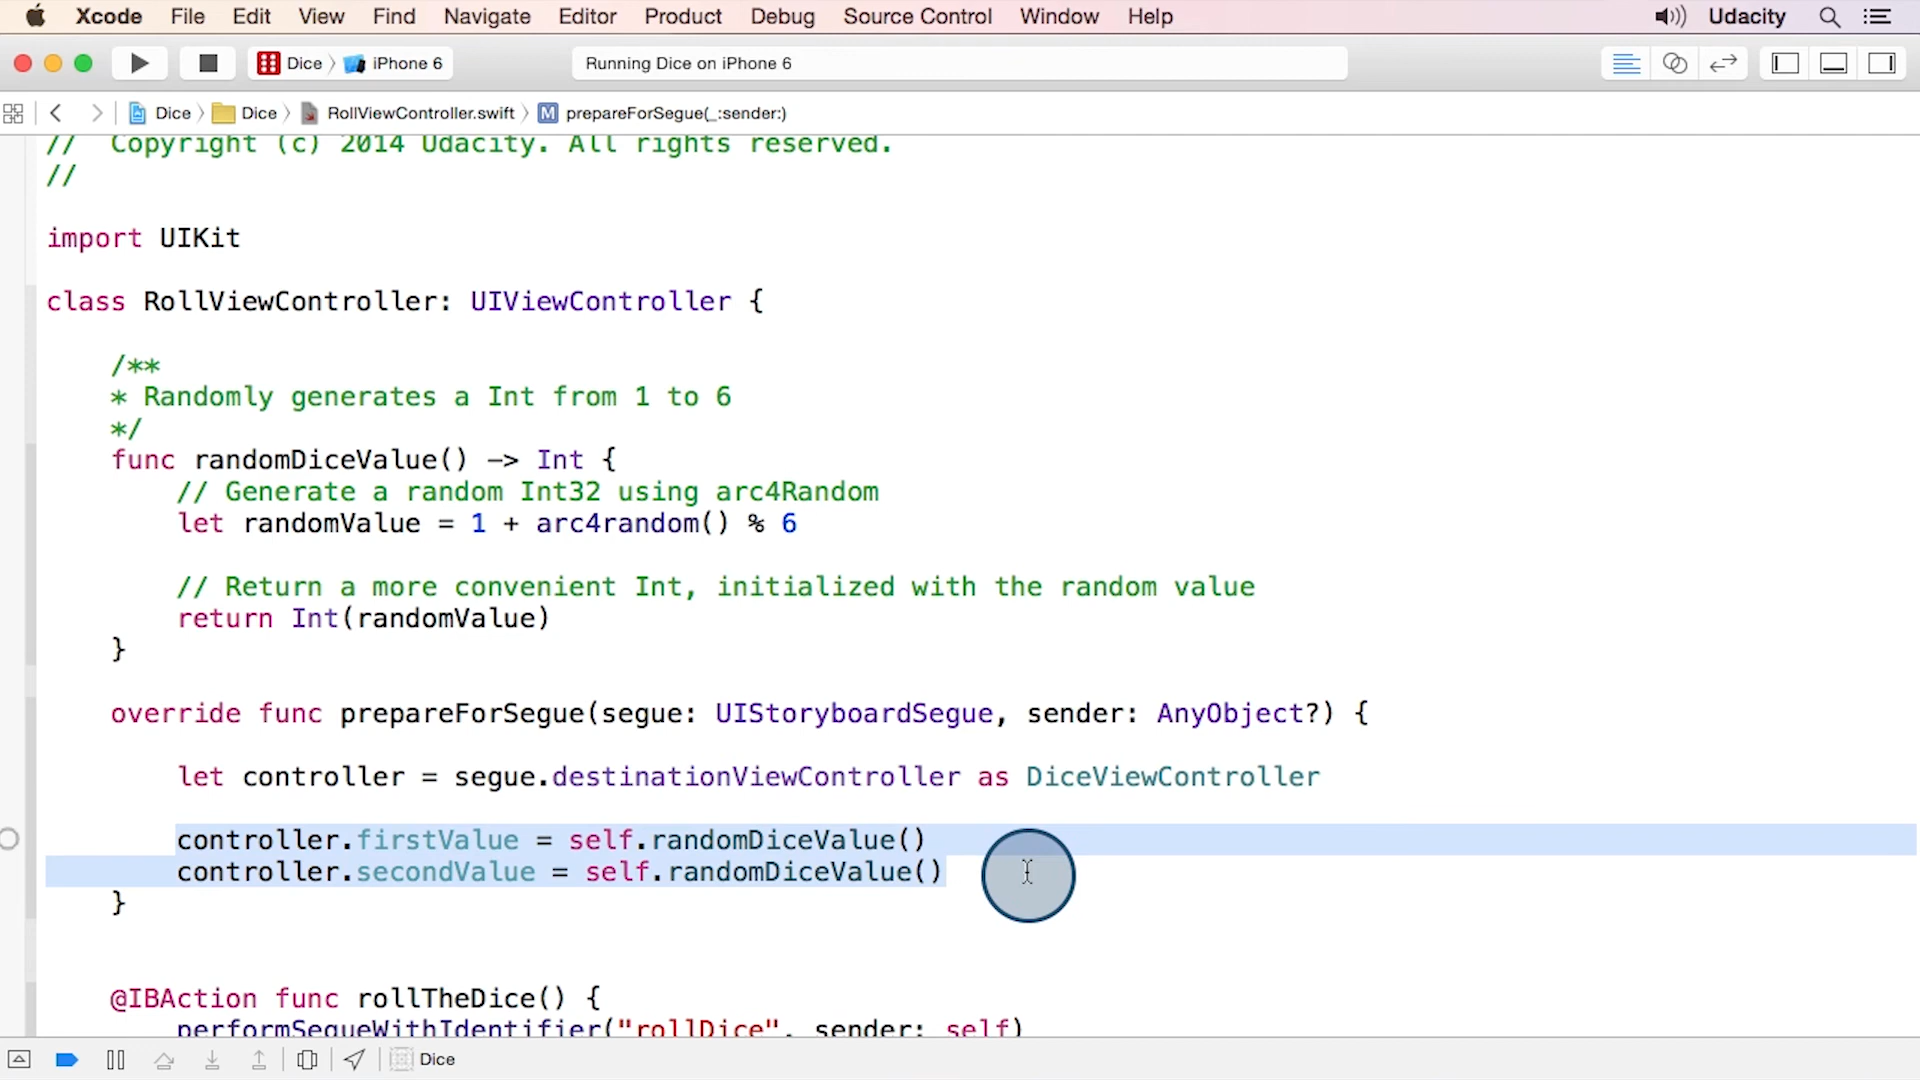 Xcode File Edit View Find Navigate Editor Product Debug Source Control Window Help Udacity
Dice iPhone 6 Running Dice on iPhone 6
Dice Dice RollViewController.swift M prepareForSegue(_:sender:)
// Copyright (c) 2014 Udacity. All rights reserved.
//
import UIKit
class RollViewController: UIViewController {
/**
* Randomly generates a Int from 1 to 6
*/
func randomDiceValue() -> Int {
// Generate a random Int32 using arc4Random
let randomValue = 1 + arc4random() % 6
// Return a more convenient Int, initialized with the random value
return Int(randomValue)
}
override func prepareForSegue(segue: UIStoryboardSegue, sender: AnyObject?) {
let controller = segue.destinationViewController as DiceViewController
controller.firstValue = self.randomDiceValue()
controller.secondValue = self.randomDiceValue()
}
@IBAction func rollTheDice() {
performSegueWithIdentifier("rollDice", sender: self)
Dice